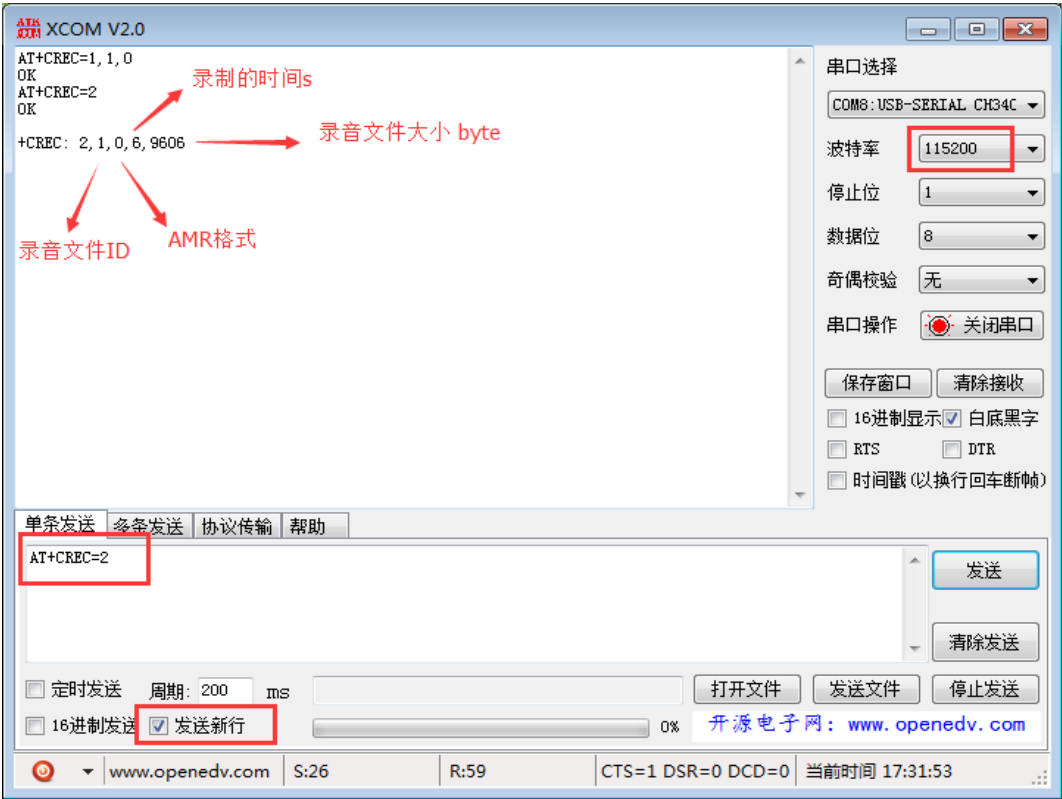 XCOM V2.0
AT+CREC=1,1,0
OK
AT+CREC=2
OK
+CREC: 2,1,0,6,9606
录制的时间s
录音文件大小 byte
录音文件ID
AMR格式
串口选择
COM8:USB-SERIAL CH340
波特率 115200
停止位 1
数据位 8
奇偶校验 无
串口操作 关闭串口
保存窗口 清除接收
16进制显示 白底黑字
RTS DTR
时间戳(以换行回车断帧)
单条发送 多条发送 协议传输 帮助
AT+CREC=2
发送
清除发送
定时发送 周期: 200 ms 打开文件 发送文件 停止发送
16进制发送 发送新行 0% 开源电子网: www.openedv.com
www.openedv.com S:26 R:59 CTS=1 DSR=0 DCD=0 当前时间 17:31:53